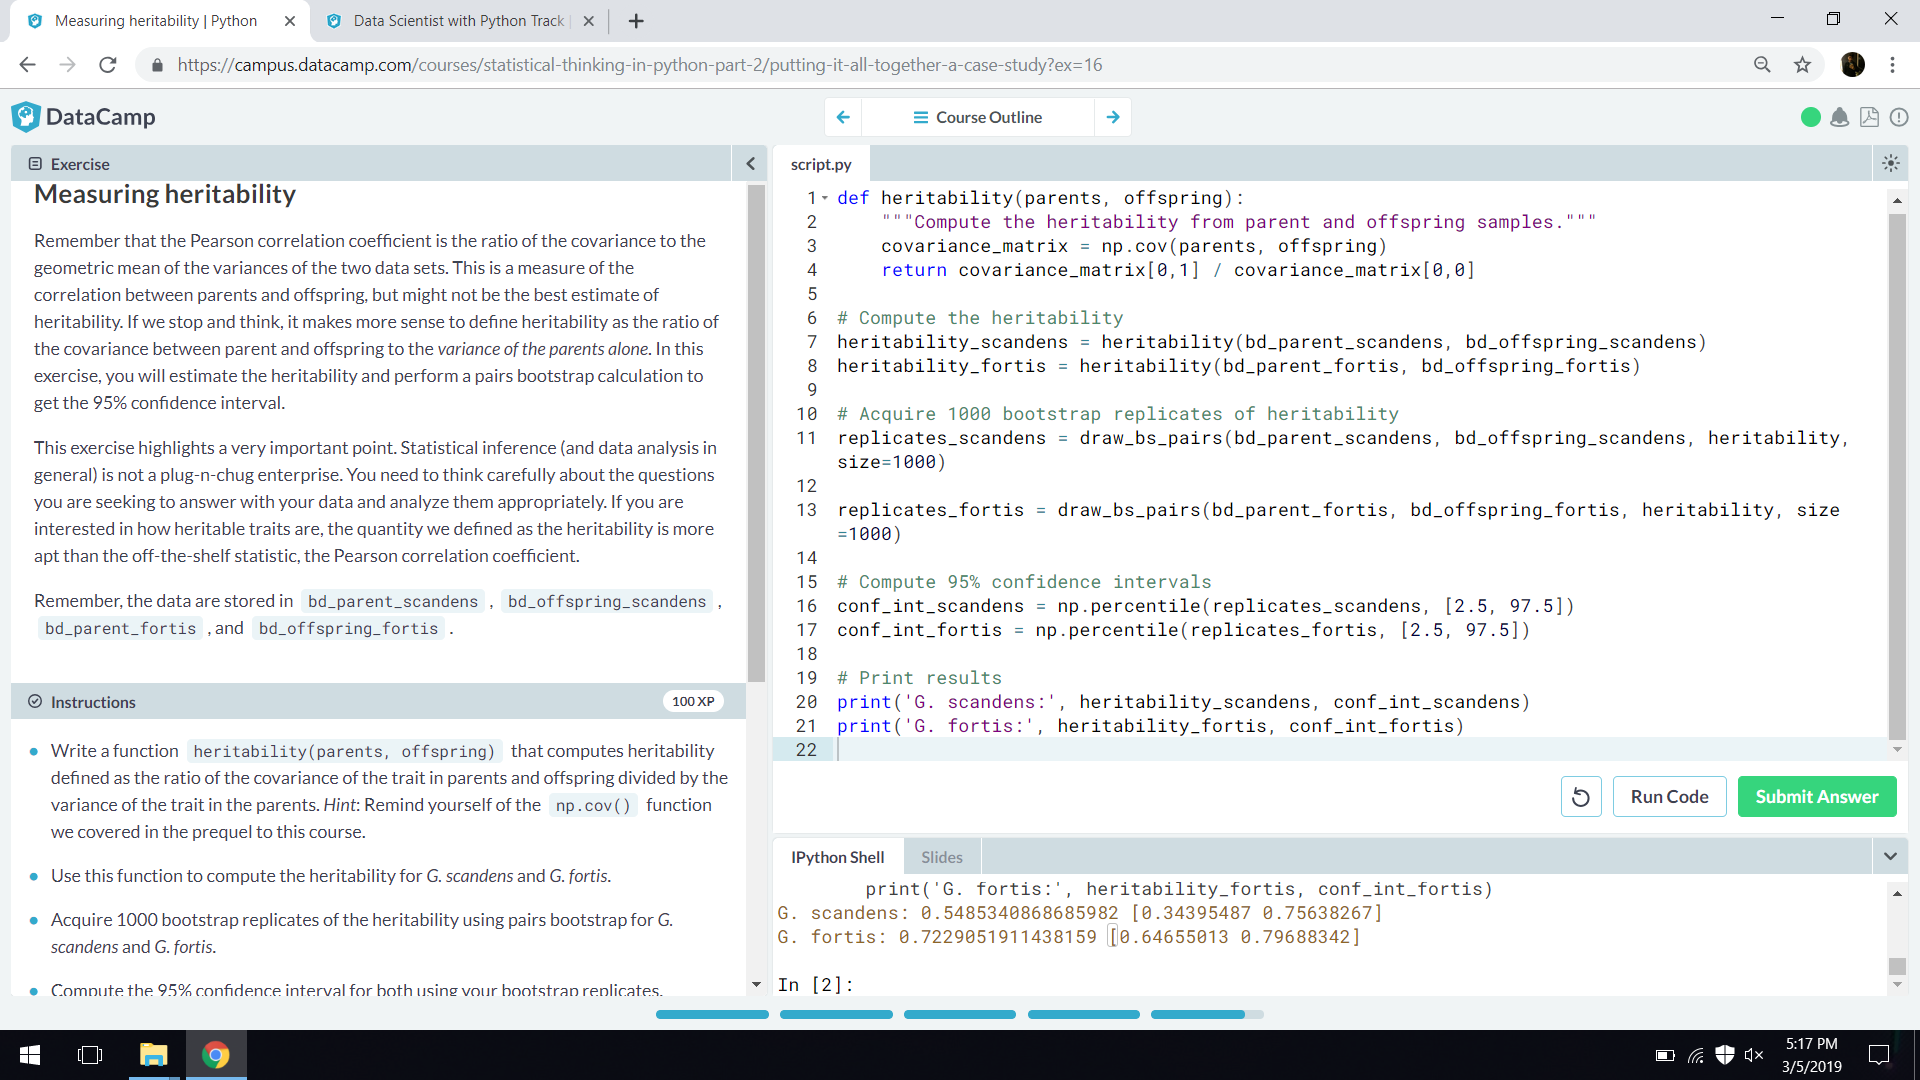 Measuring heritability | Python
Data Scientist with Python Track
https://campus.datacamp.com/courses/statistical-thinking-in-python-part-2/putting-it-all-together-a-case-study?ex=16
DataCamp
Course Outline
Exercise
Measuring heritability
Remember that the Pearson correlation coefficient is the ratio of the covariance to the
geometric mean of the variances of the two data sets. This is a measure of the
correlation between parents and offspring, but might not be the best estimate of
heritability. If we stop and think, it makes more sense to define heritability as the ratio of
the covariance between parent and offspring to the variance of the parents alone. In this
exercise, you will estimate the heritability and perform a pairs bootstrap calculation to
get the 95% confidence interval.
This exercise highlights a very important point. Statistical inference (and data analysis in
general) is not a plug-n-chug enterprise. You need to think carefully about the questions
you are seeking to answer with your data and analyze them appropriately. If you are
interested in how heritable traits are, the quantity we defined as the heritability is more
apt than the off-the-shelf statistic, the Pearson correlation coefficient.
Remember, the data are stored in bd_parent_scandens , bd_offspring_scandens ,
bd_parent_fortis , and bd_offspring_fortis .
Instructions
100 XP
Write a function heritability(parents, offspring) that computes heritability
defined as the ratio of the covariance of the trait in parents and offspring divided by the
variance of the trait in the parents. Hint: Remind yourself of the np.cov() function
we covered in the prequel to this course.
Use this function to compute the heritability for G. scandens and G. fortis.
Acquire 1000 bootstrap replicates of the heritability using pairs bootstrap for G.
scandens and G. fortis.
Compute the 95% confidence interval for both using your bootstrap replicates.
script.py
1 def heritability(parents, offspring):
2 """Compute the heritability from parent and offspring samples."""
3 covariance_matrix = np.cov(parents, offspring)
4 return covariance_matrix[0,1] / covariance_matrix[0,0]
5
6 # Compute the heritability
7 heritability_scandens = heritability(bd_parent_scandens, bd_offspring_scandens)
8 heritability_fortis = heritability(bd_parent_fortis, bd_offspring_fortis)
9
10 # Acquire 1000 bootstrap replicates of heritability
11 replicates_scandens = draw_bs_pairs(bd_parent_scandens, bd_offspring_scandens, heritability,
size=1000)
12
13 replicates_fortis = draw_bs_pairs(bd_parent_fortis, bd_offspring_fortis, heritability, size
=1000)
14
15 # Compute 95% confidence intervals
16 conf_int_scandens = np.percentile(replicates_scandens, [2.5, 97.5])
17 conf_int_fortis = np.percentile(replicates_fortis, [2.5, 97.5])
18
19 # Print results
20 print('G. scandens:', heritability_scandens, conf_int_scandens)
21 print('G. fortis:', heritability_fortis, conf_int_fortis)
22
Run Code
Submit Answer
IPython Shell
Slides
print('G. fortis:', heritability_fortis, conf_int_fortis)
G. scandens: 0.5485340868685982 [0.34395487 0.75638267]
G. fortis: 0.7229051911438159 [0.64655013 0.79688342]
In [2]:
5:17 PM
3/5/2019